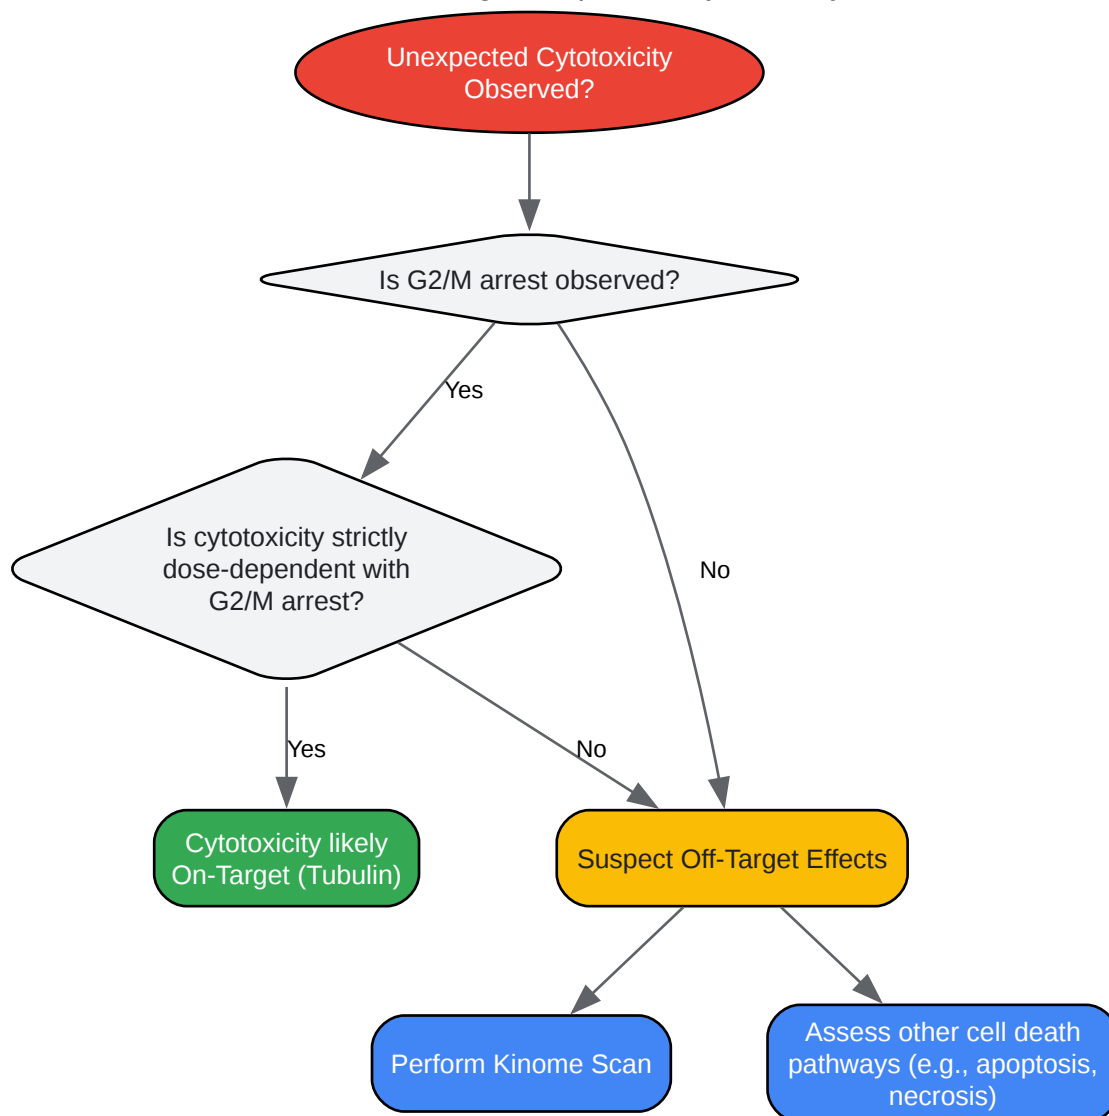 Unexpected Cytotoxicity
Observed?
Is G2/M arrest observed?
Yes
Is cytotoxicity strictly
dose-dependent with
G2/M arrest?
No
Yes
No
Cytotoxicity likely
On-Target (Tubulin)
Suspect Off-Target Effects
Perform Kinome Scan
Assess other cell death
pathways (e.g., apoptosis,
necrosis)